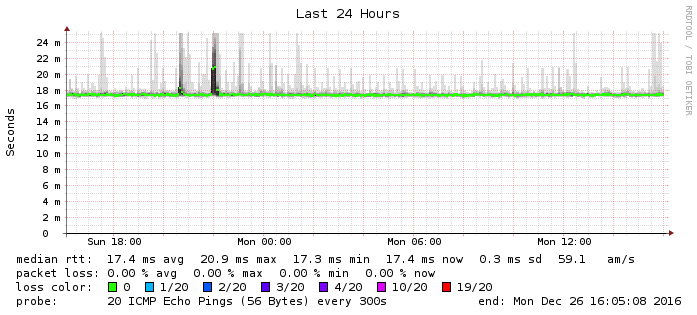 Last 24 Hours
RRDTOOL / TOBI OETIKER
Seconds
24 m
22 m
20 m
18 m
16 m
14 m
12 m
10 m
8 m
6 m
4 m
2 m
0
Sun 18:00 Mon 00:00 Mon 06:00 Mon 12:00
median rtt: 17.4 ms avg 20.9 ms max 17.3 ms min 17.4 ms now 0.3 ms sd 59.1 am/s
packet loss: 0.00 % avg 0.00 % max 0.00 % min 0.00 % now
loss color: 0 1/20 2/20 3/20 4/20 10/20 19/20
probe: 20 ICMP Echo Pings (56 Bytes) every 300s end: Mon Dec 26 16:05:08 2016